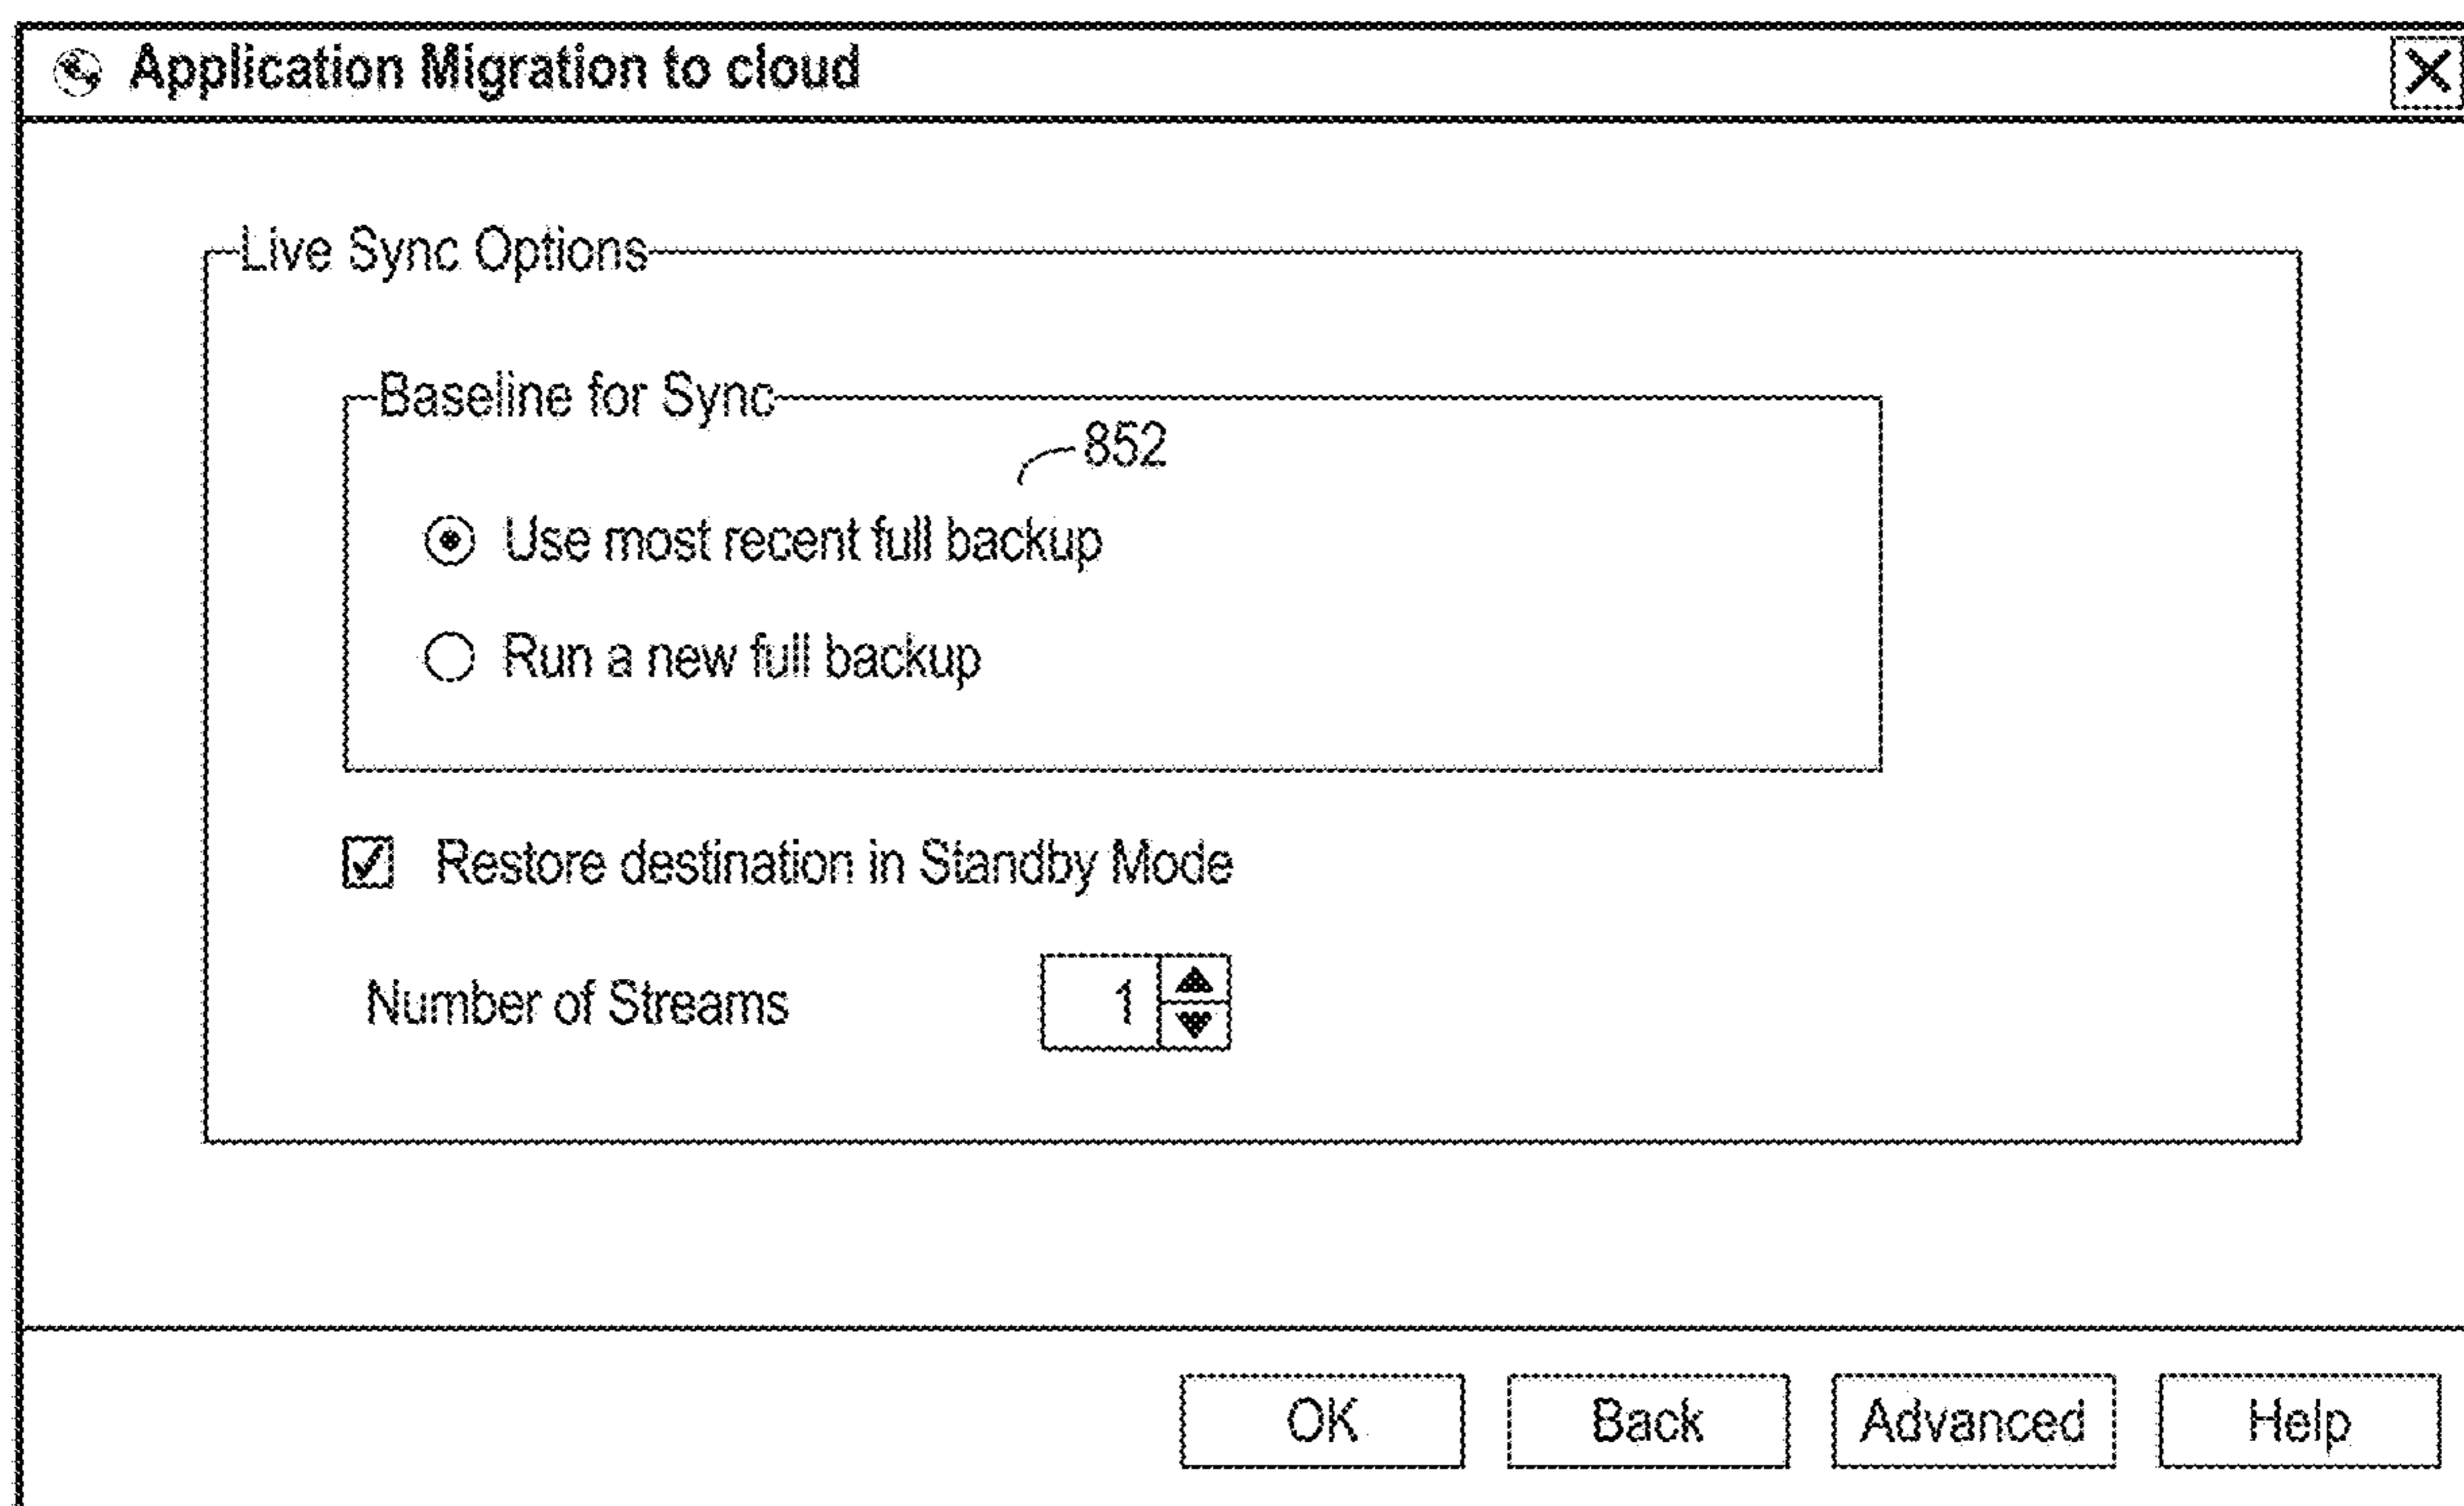 Application Migration to cloud
Live Sync Options
Baseline for Sync
852
Use most recent full backup
Run a new full backup
Restore destination in Standby Mode
Number of Streams 1
OK Back Advanced Help